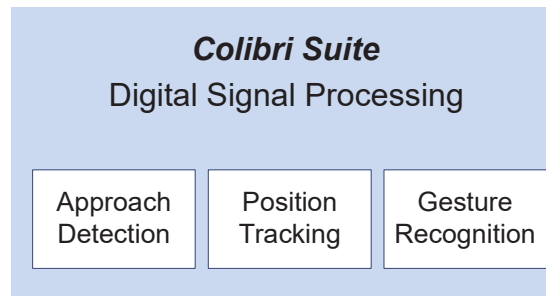 Colibri Suite
Digital Signal Processing
Approach
Detection
Position
Tracking
Gesture
Recognition